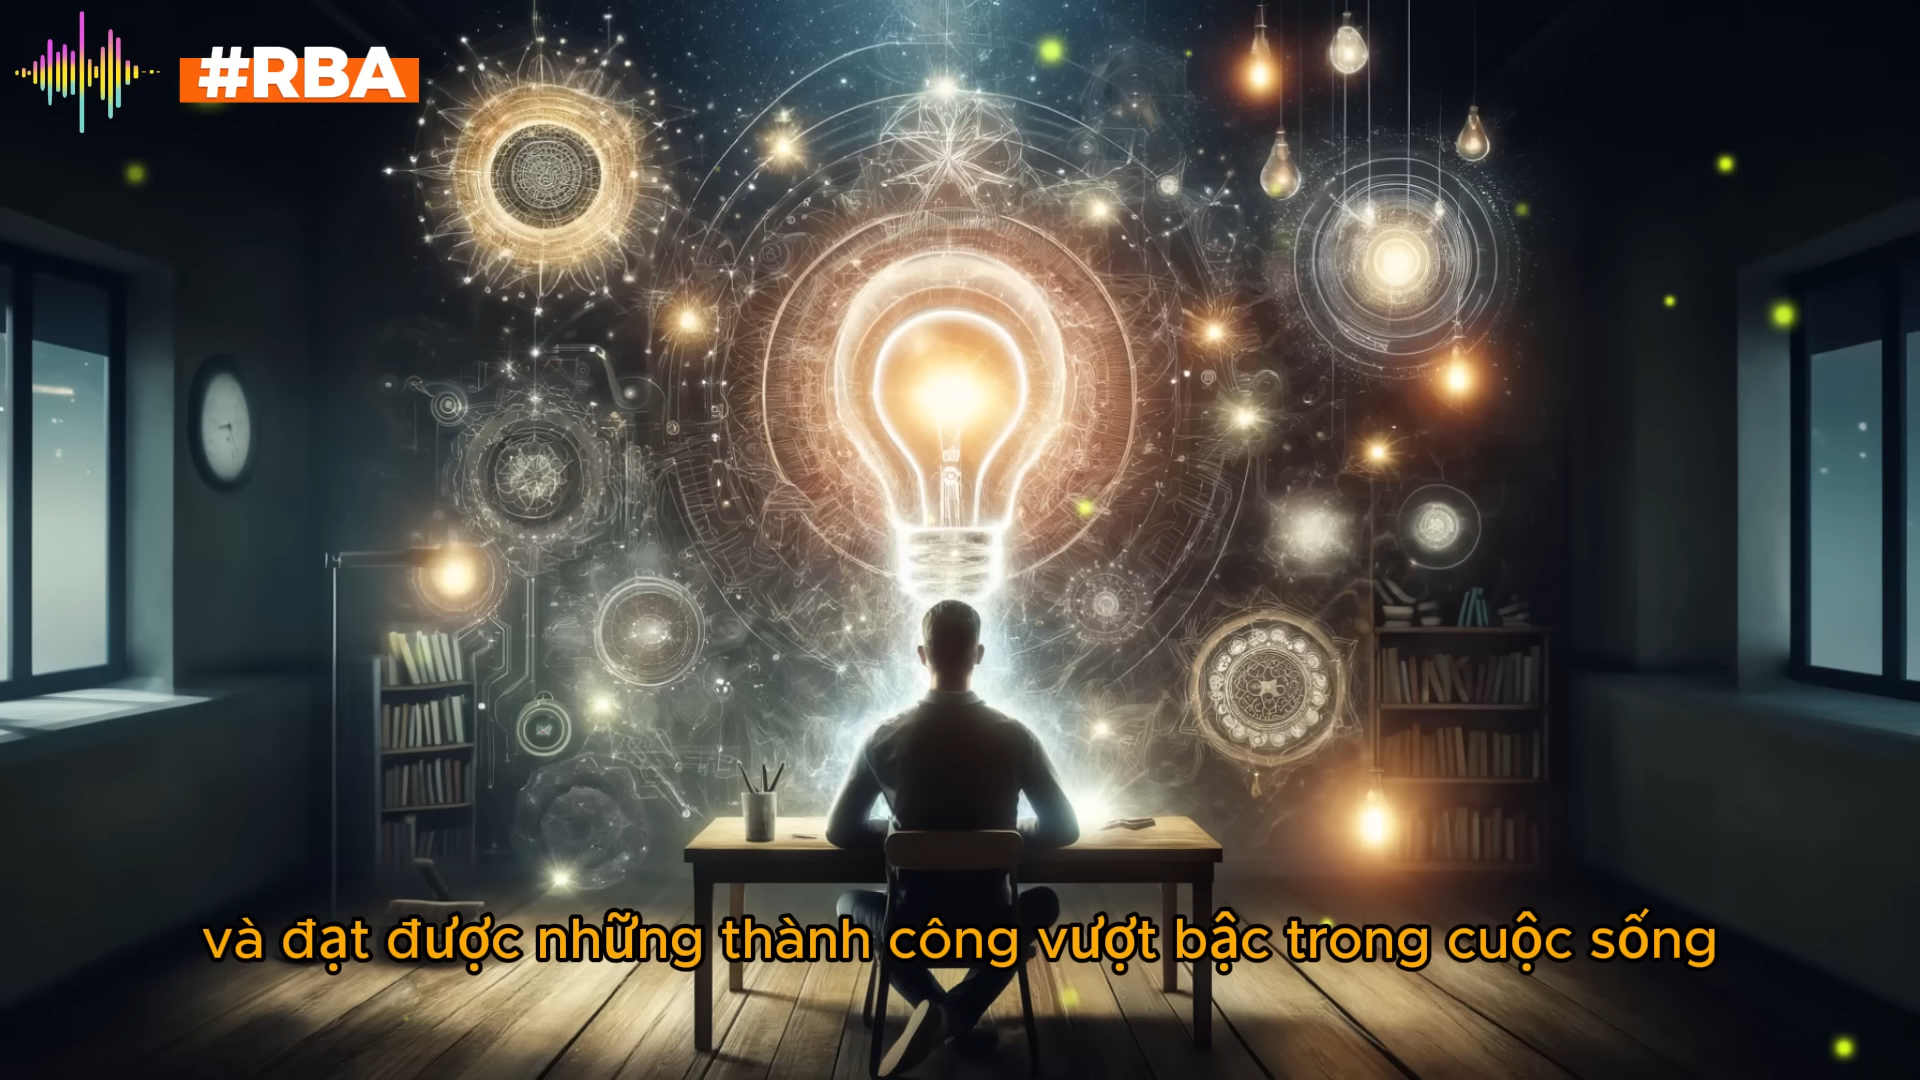 #RBA
và đạt được những thành công vượt bậc trong cuộc sống